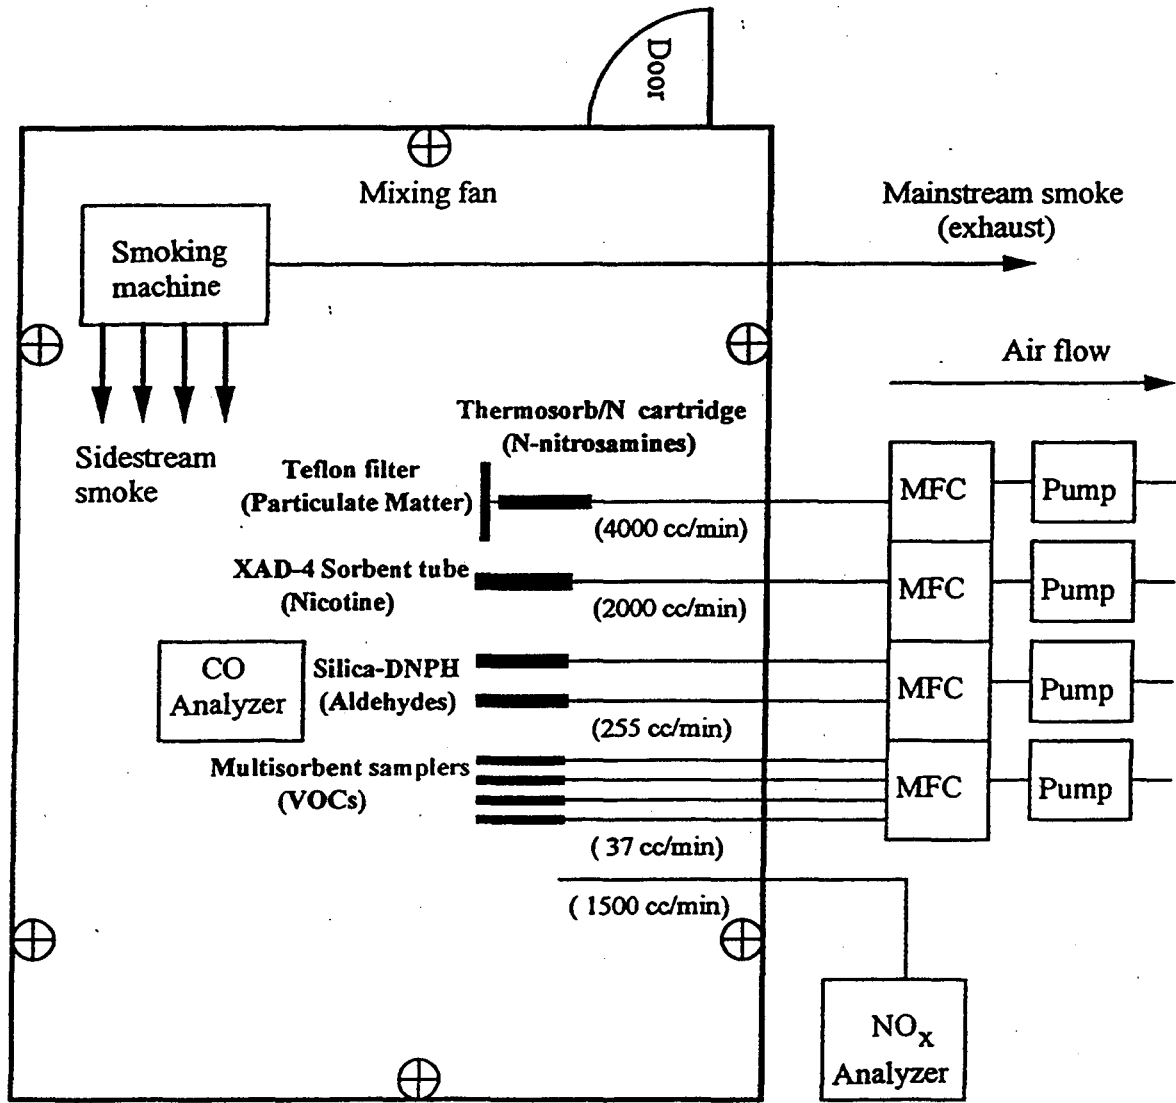 Door
Mixing fan
Mainstream smoke
(exhaust)
Smoking
machine
Air flow
Sidestream
smoke
Thermosorb/N cartridge
(N-nitrosamines)
Teflon filter
(Particulate Matter)
(4000 cc/min)
MFC
Pump
XAD-4 Sorbent tube
(Nicotine)
(2000 cc/min)
MFC
Pump
CO
Analyzer
Silica-DNPH
(Aldehydes)
(255 cc/min)
MFC
Pump
Multisorbent samplers
(VOCs)
( 37 cc/min)
MFC
Pump
( 1500 cc/min)
NOx
Analyzer